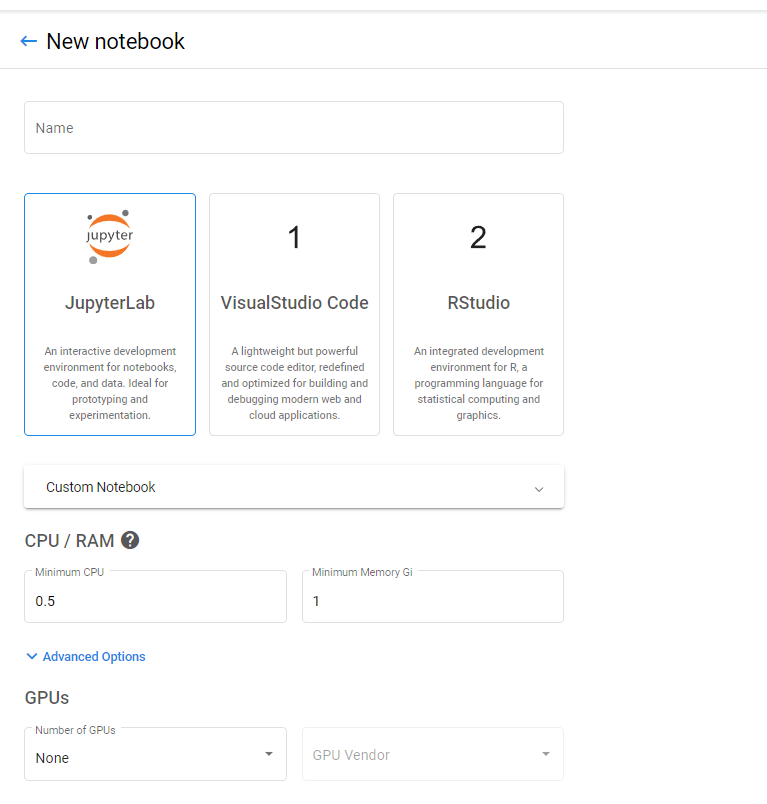 New notebook
Name
jupyter
1
2
JupyterLab
VisualStudio Code
RStudio
An interactive development
environment for notebooks,
code, and data. Ideal for
prototyping and
experimentation.
A lightweight but powerful
source code editor, redefined
and optimized for building and
debugging modern web and
cloud applications.
An integrated development
environment for R, a
programming language for
statistical computing and
graphics.
Custom Notebook
CPU / RAM ?
Minimum CPU
0.5
Minimum Memory Gi
1
Advanced Options
GPUs
Number of GPUs
None
GPU Vendor